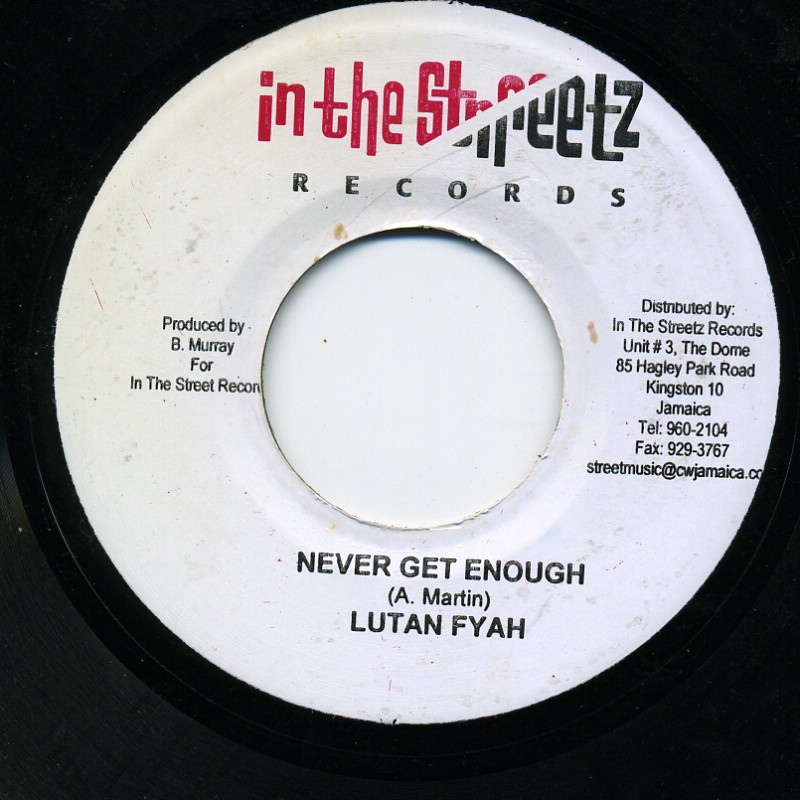 in the Streetz
RECORDS
Produced by -
B. Murray
For
In The Street Recor
Distributed by:
In The Streetz Records
Unit # 3, The Dome
85 Hagley Park Road
Kingston 10
Jamaica
Tel: 960-2104
Fax: 929-3767
streetmusic@cwjamaica.co
NEVER GET ENOUGH
(A. Martin)
LUTAN FYAH